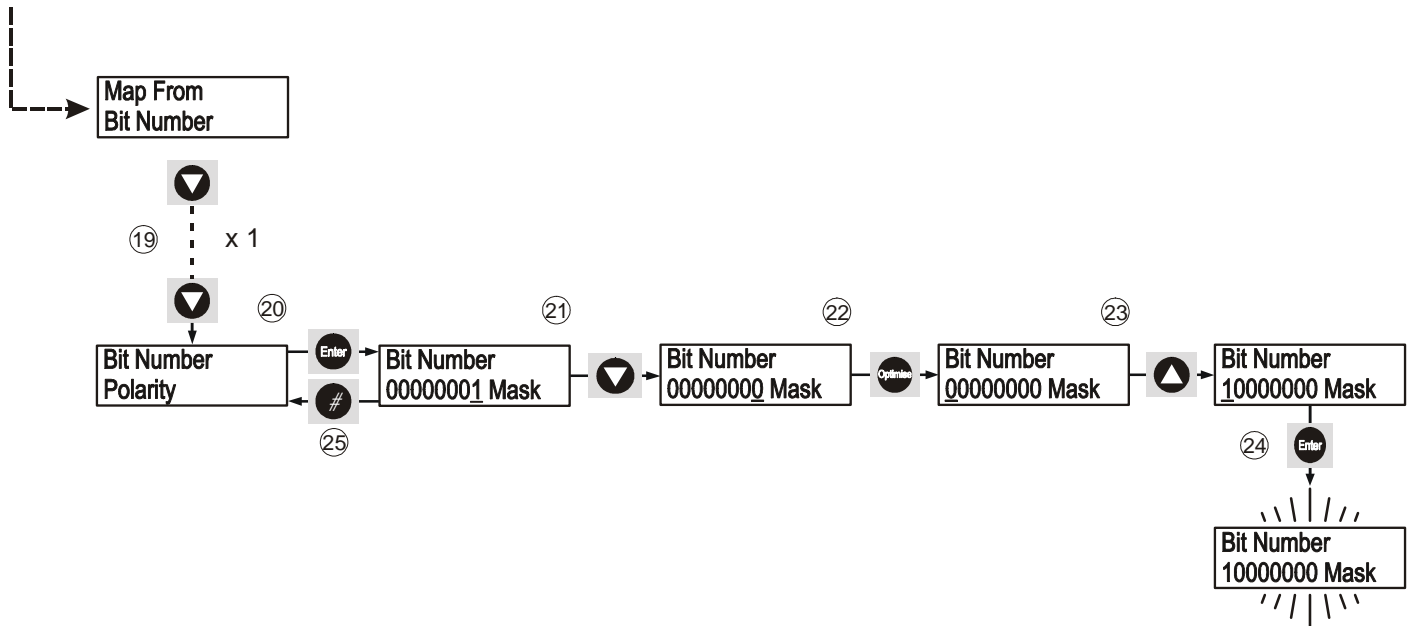 Map From
Bit Number
19
x 1
20
21
22
23
Bit Number
Polarity
Enter
#
25
Bit Number
00000001 Mask
Bit Number
00000000 Mask
Optimise
Bit Number
00000000 Mask
Bit Number
10000000 Mask
24
Enter
Bit Number
10000000 Mask